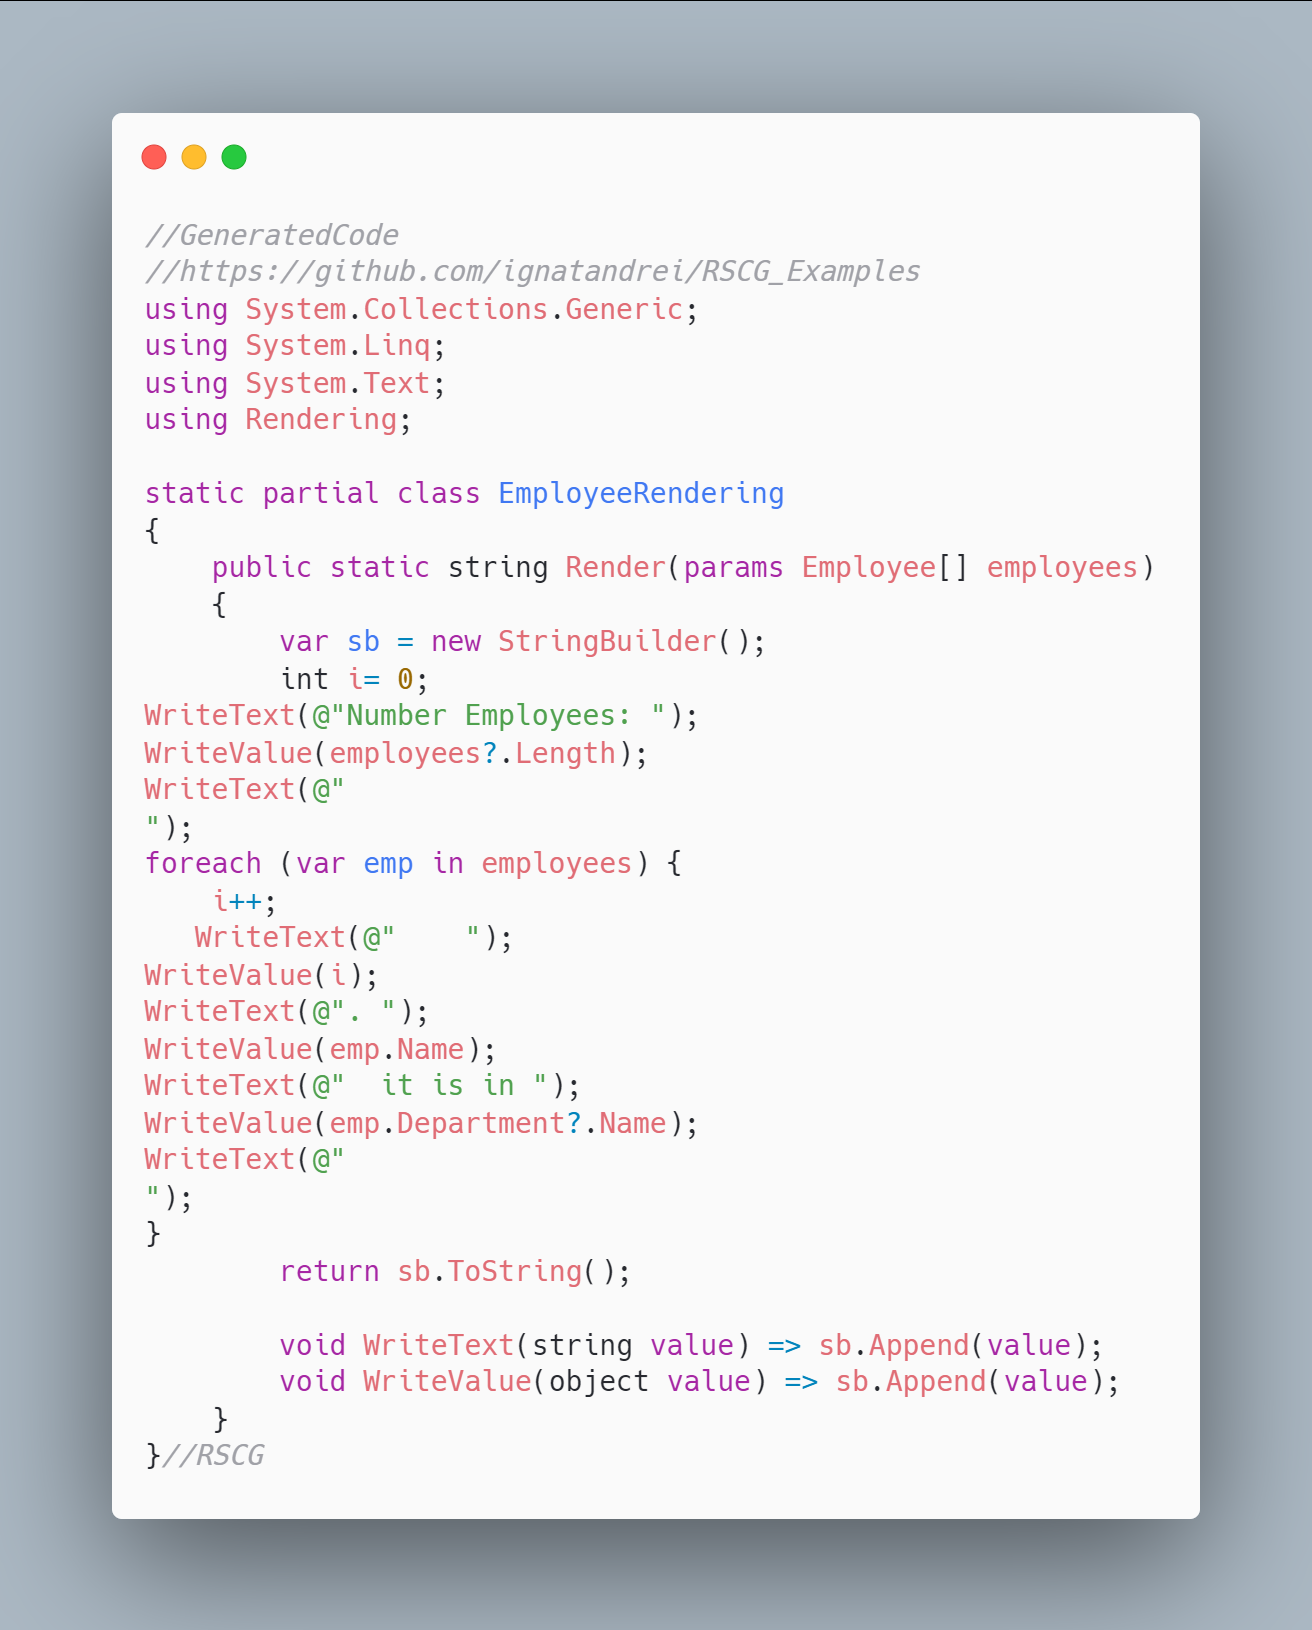 //GeneratedCode
//https://github.com/ignatandrei/RSCG_Examples
using System.Collections.Generic;
using System.Linq;
using System.Text;
using Rendering;

static partial class EmployeeRendering
{
    public static string Render(params Employee[] employees)
    {
        var sb = new StringBuilder();
        int i= 0;
WriteText(@"Number Employees: ");
WriteValue(employees?.Length);
WriteText(@"
");
foreach (var emp in employees) {
    i++;
   WriteText(@"    ");
WriteValue(i);
WriteText(@". ");
WriteValue(emp.Name);
WriteText(@"  it is in ");
WriteValue(emp.Department?.Name);
WriteText(@"
");
}
        return sb.ToString();

        void WriteText(string value) => sb.Append(value);
        void WriteValue(object value) => sb.Append(value);
    }
}//RSCG